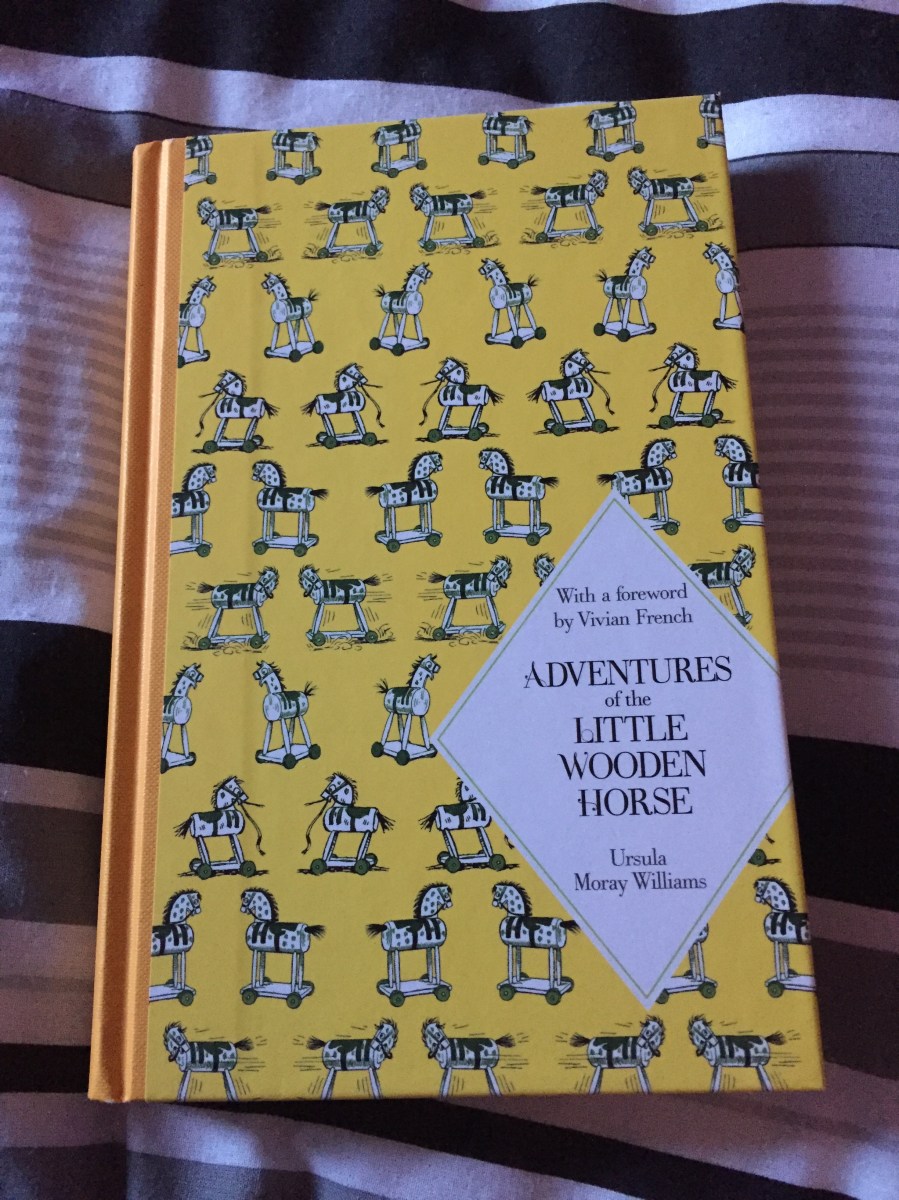 With a foreword
by Vivian French
ADVENTURES
of the
LITTLE
WOODEN
HORSE
Ursula
Moray Williams